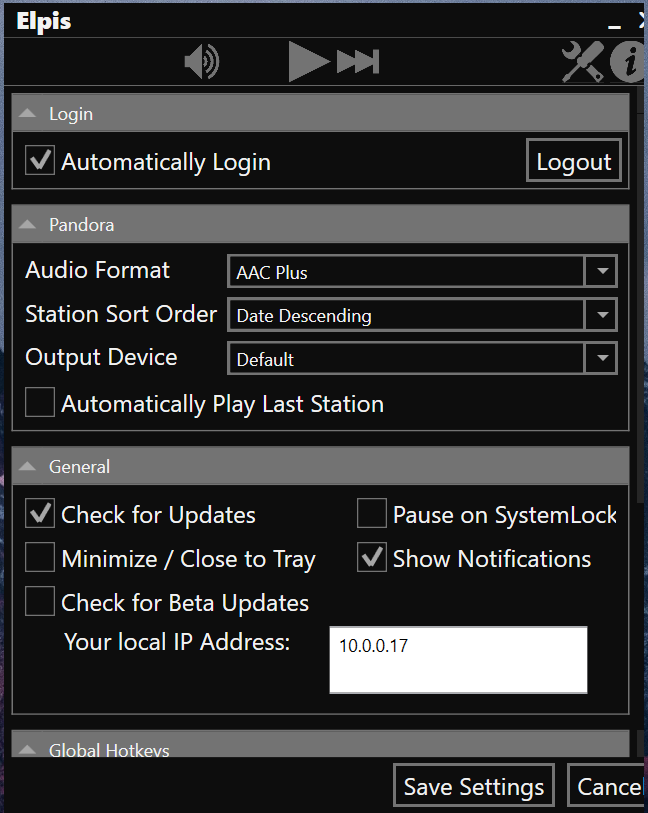 Elpis
Login
Automatically Login Logout
Pandora
Audio Format AAC Plus
Station Sort Order Date Descending
Output Device Default
Automatically Play Last Station
General
Check for Updates Pause on SystemLock
Minimize / Close to Tray Show Notifications
Check for Beta Updates
Your local IP Address: 10.0.0.17
Global Hotkeys
Save Settings Cancel